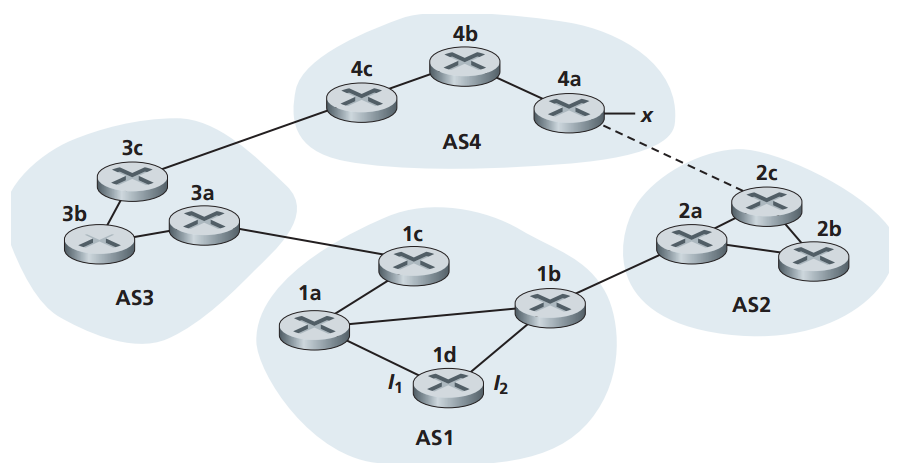 4b
4c
4a
x
AS4
3c
3a
3b
AS3
2c
2a
2b
AS2
1c
1b
1a
1d
I1
I2
AS1